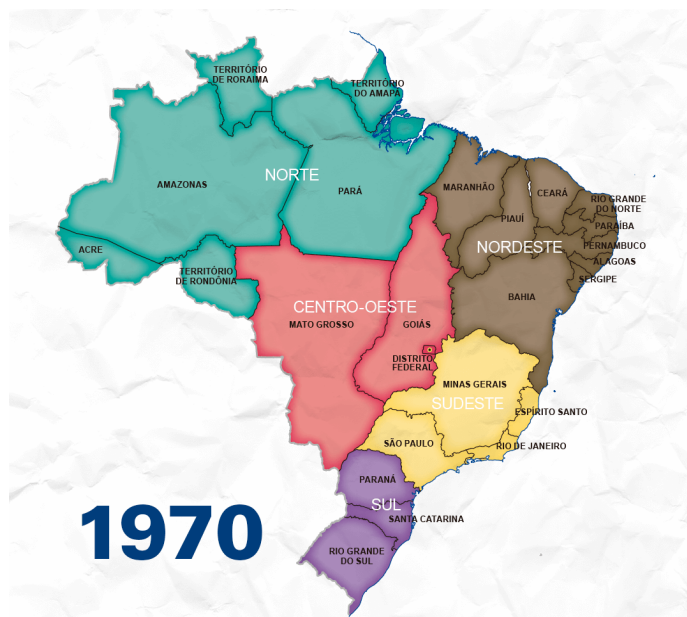 TERRITÓRIO
DE RORAIMA
TERRITÓRIO
DO AMAPÁ
AMAZONAS
NORTE
PARÁ
MARANHÃO
CEARÁ
RIO GRANDE
DO NORTE
PIAUÍ
PARAÍBA
NORDESTE
PERNAMBUCO
ACRE
ALAGOAS
TERRITÓRIO
DE RONDÔNIA
SERGIPE
BAHIA
CENTRO-OESTE
MATO GROSSO
GOIÁS
DISTRITO
FEDERAL
MINAS GERAIS
SUDESTE
ESPÍRITO SANTO
SÃO PAULO
RIO DE JANEIRO
PARANÁ
SUL
SANTA CATARINA
1970
RIO GRANDE
DO SUL